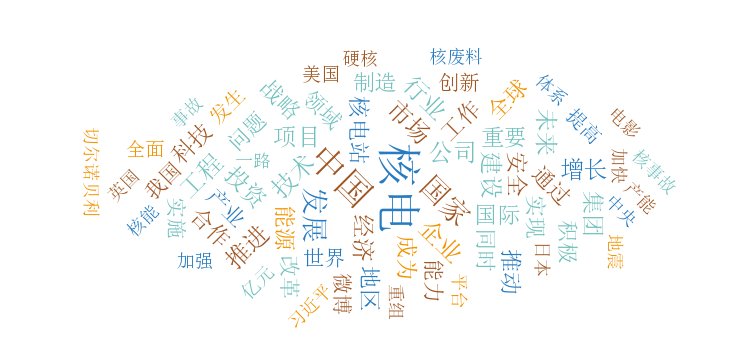 硬核
核废料
美国
制造
创新
体系
战略
领域
行业
全球
事故
发生
核电站
市场
工作
提高
电影
未来
问题
项目
重要
切尔诺贝利
全面
科技
一路
技术
中国
核电
公司
建设
安全
增长
加快
核事故
英国
我国
工程
投资
国家
通过
产能
核能
实施
产业
合作
发展
能源
经济
企业
国际
实现
集团
中央
积极
推进
加强
世界
成为
同时
推动
日本
地震
亿元
改革
微博
地区
能力
平台
习近平
重组